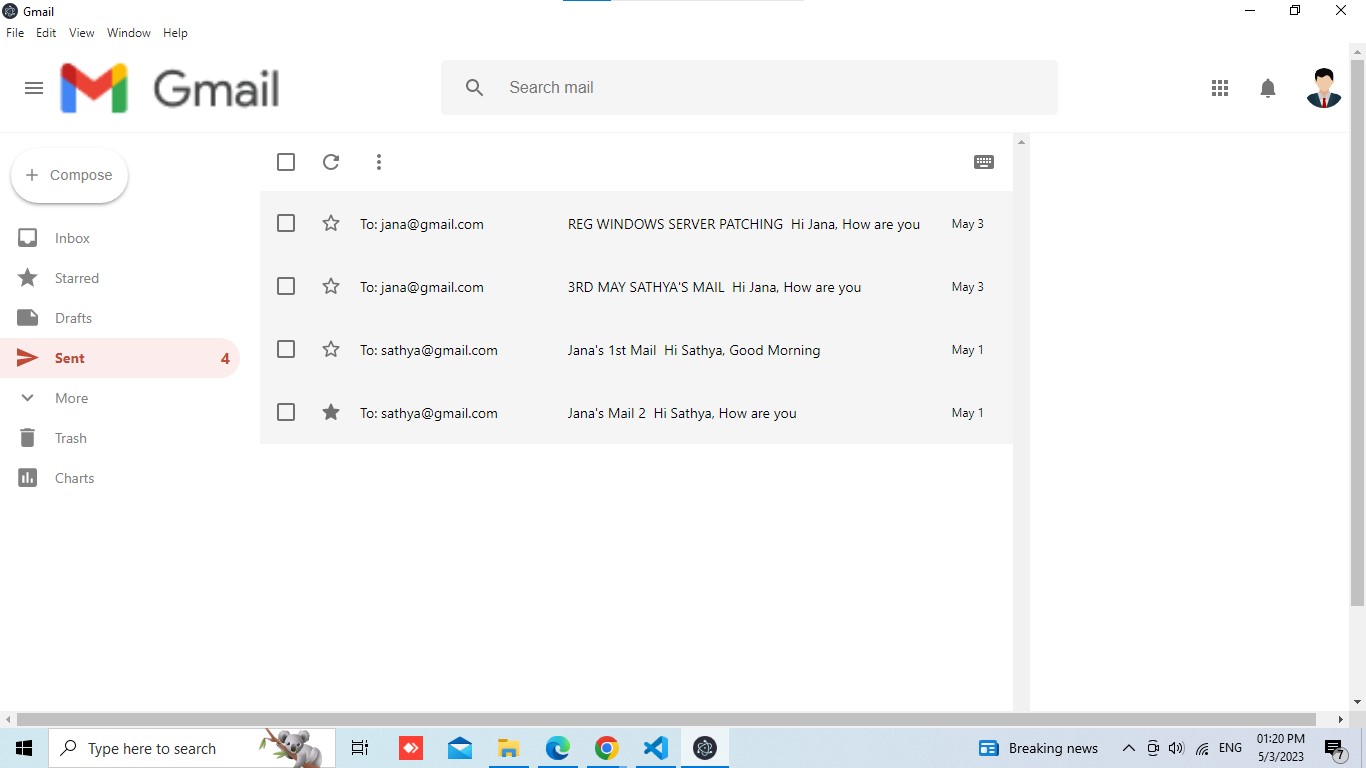 Gmail
File Edit View Window Help
Gmail
Search mail
Compose
Inbox
Starred
Drafts
Sent 4
More
Trash
Charts
To: jana@gmail.com REG WINDOWS SERVER PATCHING Hi Jana, How are you May 3
To: jana@gmail.com 3RD MAY SATHYA'S MAIL Hi Jana, How are you May 3
To: sathya@gmail.com Jana's 1st Mail Hi Sathya, Good Morning May 1
To: sathya@gmail.com Jana's Mail 2 Hi Sathya, How are you May 1
Type here to search
Breaking news
ENG
01:20 PM
5/3/2023
7